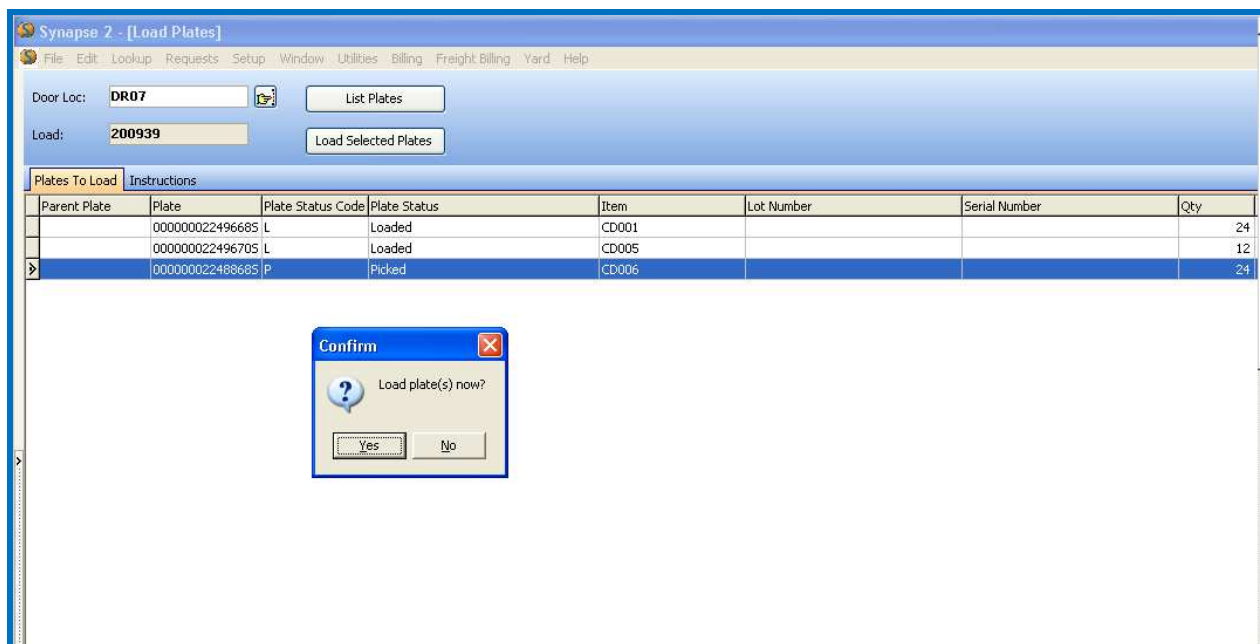 Synapse 2 - [Load Plates]
File Edit Lookup Requests Setup Window Utilities Billing Freight Billing Yard Help
Door Loc: DR07 List Plates
Load: 200939 Load Selected Plates
Plates To Load Instructions
Parent Plate Plate Plate Status Code Plate Status Item Lot Number Serial Number Qty
00000002249668S L Loaded CD001 24
00000002249670S L Loaded CD005 12
00000002248868S P Picked CD006 24
Confirm
Load plate(s) now?
Yes No